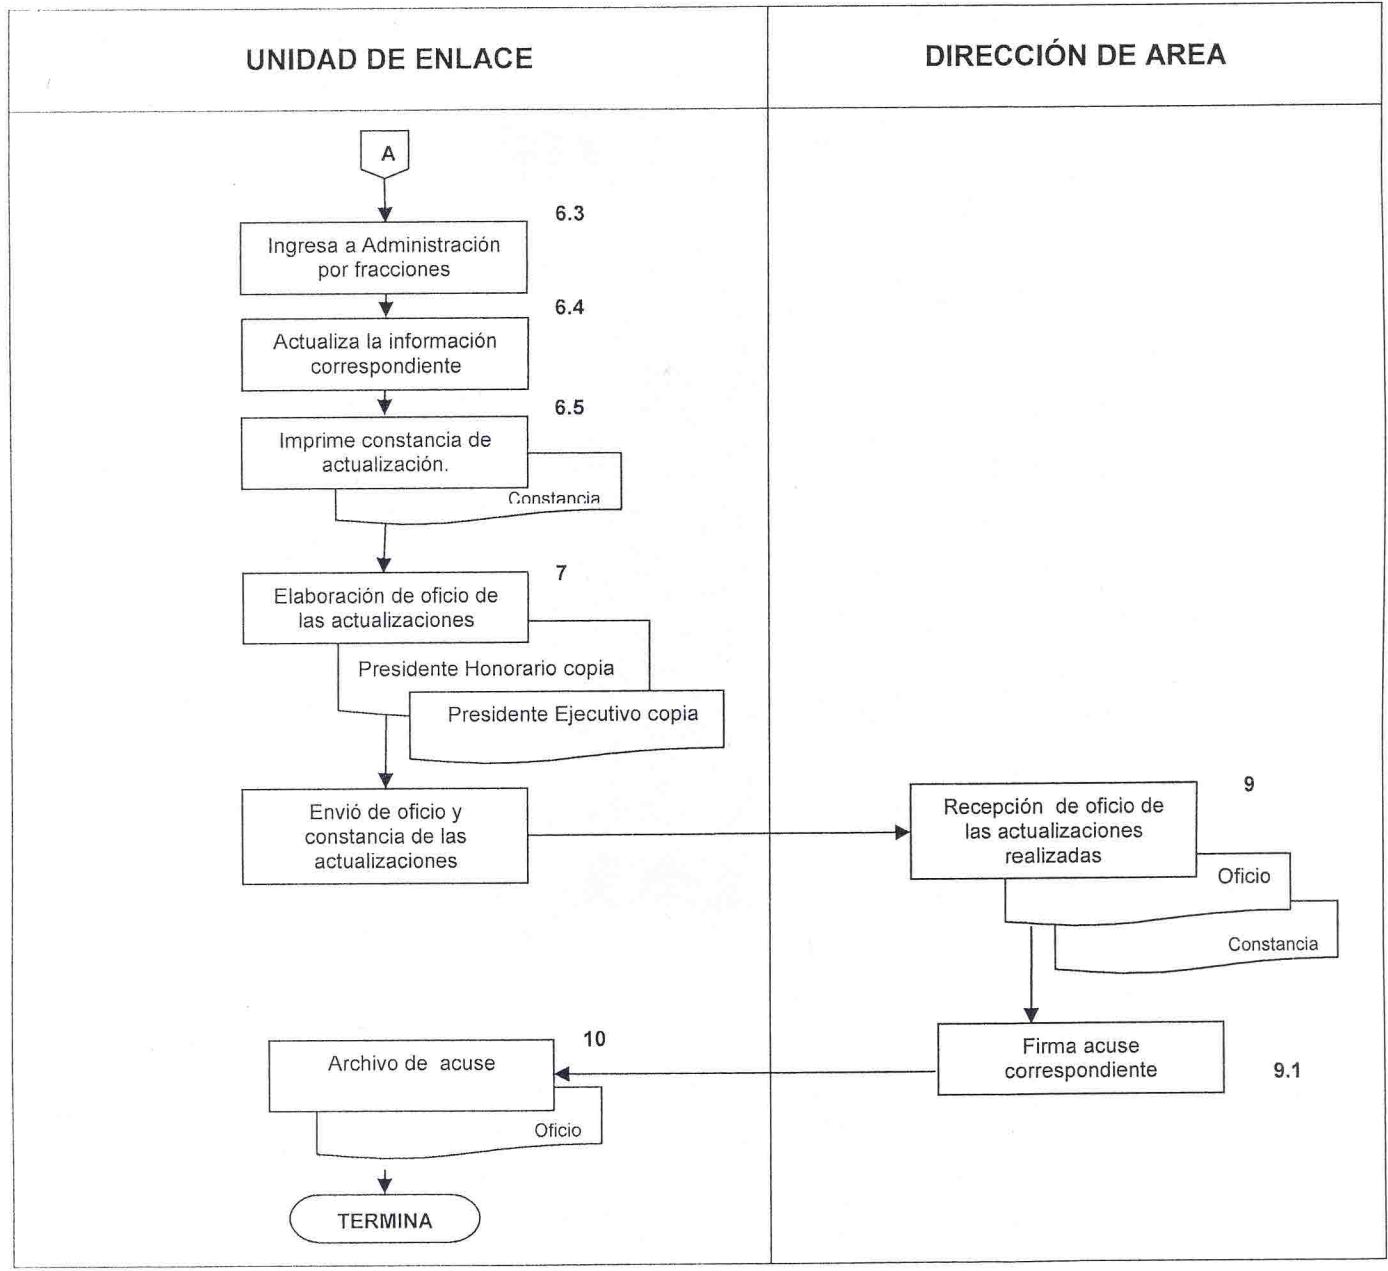 UNIDAD DE ENLACE
DIRECCIÓN DE AREA
A
6.3
Ingresa a Administración
por fracciones
6.4
Actualiza la información
correspondiente
6.5
Imprime constancia de
actualización.
Constancia
7
Elaboración de oficio de
las actualizaciones
Presidente Honorario copia
Presidente Ejecutivo copia
Envió de oficio y
constancia de las
actualizaciones
9
Recepción de oficio de
las actualizaciones
realizadas
Oficio
Constancia
Firma acuse
correspondiente
9.1
10
Archivo de acuse
Oficio
TERMINA